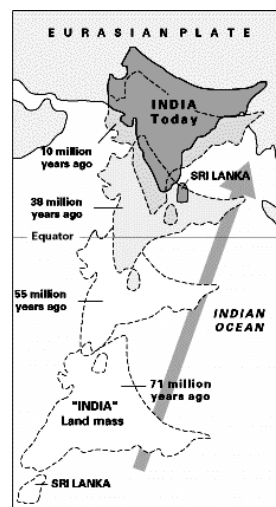 EURASIAN PLATE
INDIA
Today
10 million
years ago
SRI LANKA
38 million
years ago
Equator
55 million
years ago
INDIAN
OCEAN
71 million
years ago
"INDIA"
Land mass
SRI LANKA